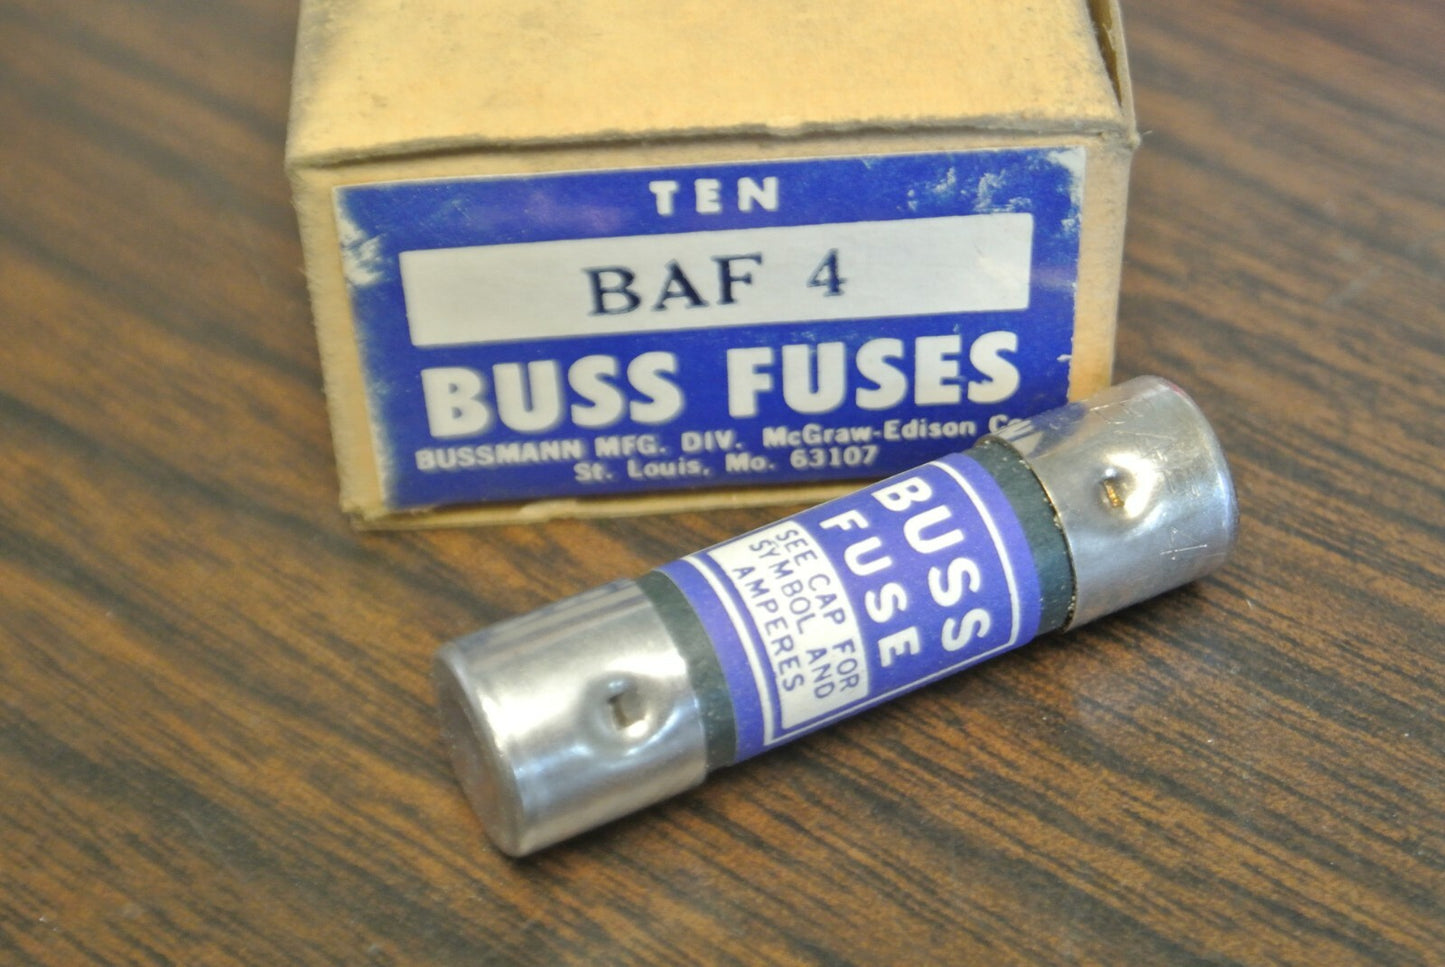 TEN
BAF 4
BUSS FUSES
BUSSMANN MFG. DIV. McGraw-Edison
St. Louis, Mo. 63107
BUSS
FUSE
SEE CAP FOR
SYMBOL AND
AMPERES